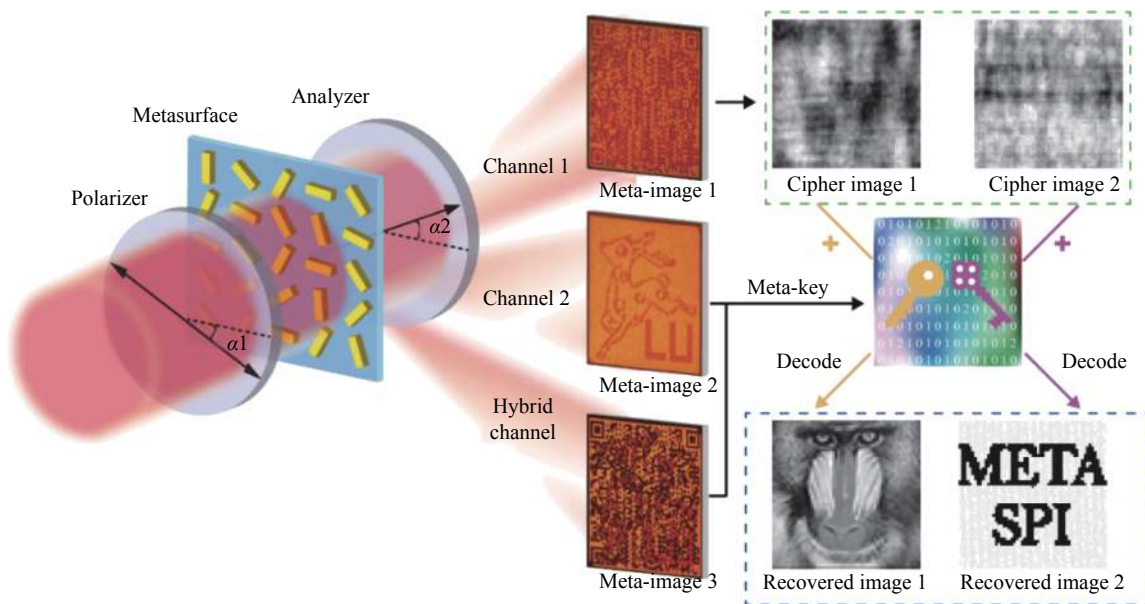 Analyzer
Metasurface
Polarizer
α1
α2
Channel 1
Channel 2
Hybrid
channel
Meta-image 1
LU
Meta-image 2
Meta-image 3
Cipher image 1
Cipher image 2
+
+
Meta-key
Decode
Decode
META
SPI
Recovered image 1
Recovered image 2